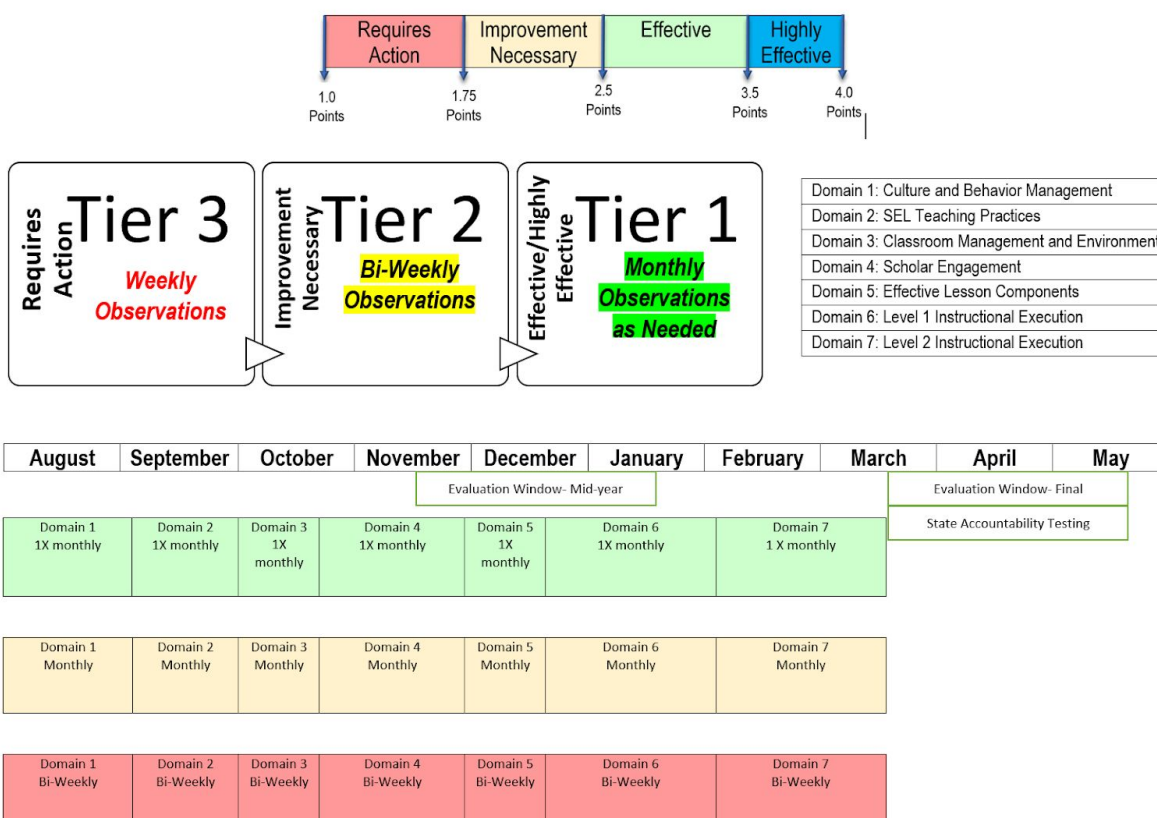 Requires
Action
Improvement
Necessary
Effective
Highly
Effective
1.0
Points
1.75
Points
2.5
Points
3.5
Points
4.0
Points
Requires
Action
Tier 3
Weekly
Observations
Improvement
Necessary
Tier 2
Bi-Weekly
Observations
Effective/Highly
Effective
Tier 1
Monthly
Observations
as Needed
Domain 1: Culture and Behavior Management
Domain 2: SEL Teaching Practices
Domain 3: Classroom Management and Environment
Domain 4: Scholar Engagement
Domain 5: Effective Lesson Components
Domain 6: Level 1 Instructional Execution
Domain 7: Level 2 Instructional Execution
August September October November December January February March April May
Evaluation Window- Mid-year
Evaluation Window- Final
State Accountability Testing
Domain 1
1X monthly
Domain 2
1X monthly
Domain 3
1X
monthly
Domain 4
1X monthly
Domain 5
1X
monthly
Domain 6
1X monthly
Domain 7
1 X monthly
Domain 1
Monthly
Domain 2
Monthly
Domain 3
Monthly
Domain 4
Monthly
Domain 5
Monthly
Domain 6
Monthly
Domain 7
Monthly
Domain 1
Bi-Weekly
Domain 2
Bi-Weekly
Domain 3
Bi-Weekly
Domain 4
Bi-Weekly
Domain 5
Bi-Weekly
Domain 6
Bi-Weekly
Domain 7
Bi-Weekly